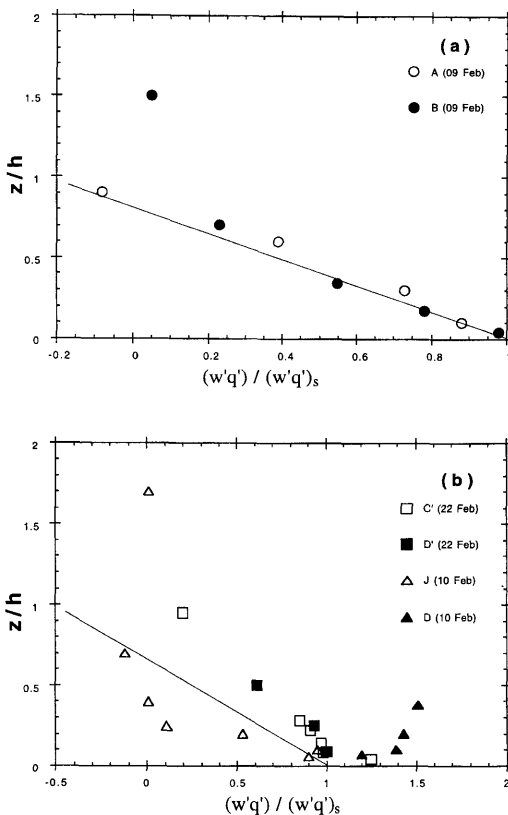 2
(a)
A (09 Feb)
1.5
B (09 Feb)
z/h
1
0.5
0
-0.2 0 0.2 0.4 0.6 0.8 1
(w'q') / (w'q')s
2
(b)
C' (22 Feb)
1.5
D' (22 Feb)
J (10 Feb)
z/h
1
D (10 Feb)
0.5
0
-0.5 0 0.5 1 1.5 2
(w'q') / (w'q')s